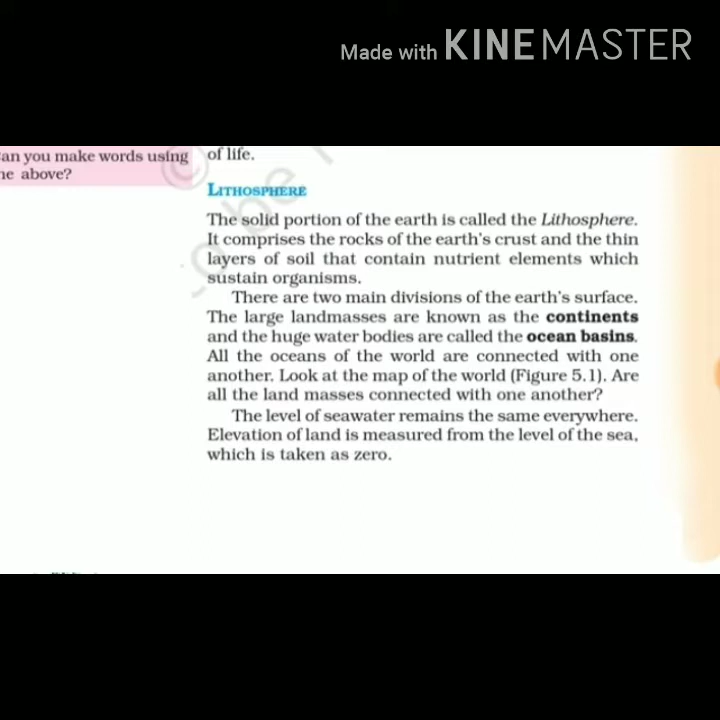 Made with KINEMASTER
an you make words using
ne above?
of life.
LITHOSPHERE
The solid portion of the earth is called the Lithosphere.
It comprises the rocks of the earth's crust and the thin
layers of soil that contain nutrient elements which
sustain organisms.
There are two main divisions of the earth's surface.
The large landmasses are known as the continents
and the huge water bodies are called the ocean basins.
All the oceans of the world are connected with one
another. Look at the map of the world (Figure 5.1). Are
all the land masses connected with one another?
The level of seawater remains the same everywhere.
Elevation of land is measured from the level of the sea,
which is taken as zero.